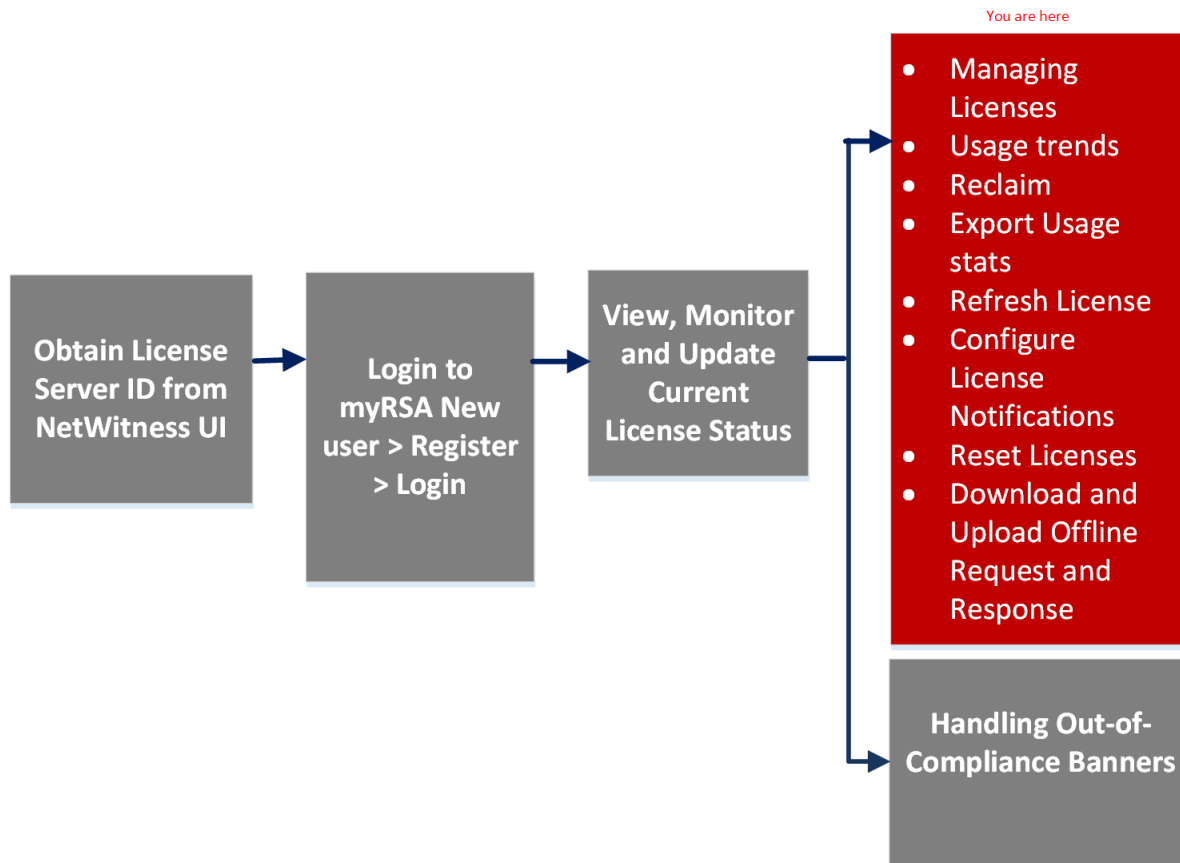 You are here
Obtain License
Server ID from
NetWitness UI
Login to
myRSA New
user > Register
> Login
View, Monitor
and Update
Current
License Status
• Managing
Licenses
• Usage trends
• Reclaim
• Export Usage
stats
• Refresh License
• Configure
License
Notifications
• Reset Licenses
• Download and
Upload Offline
Request and
Response
Handling Out-of-
Compliance Banners